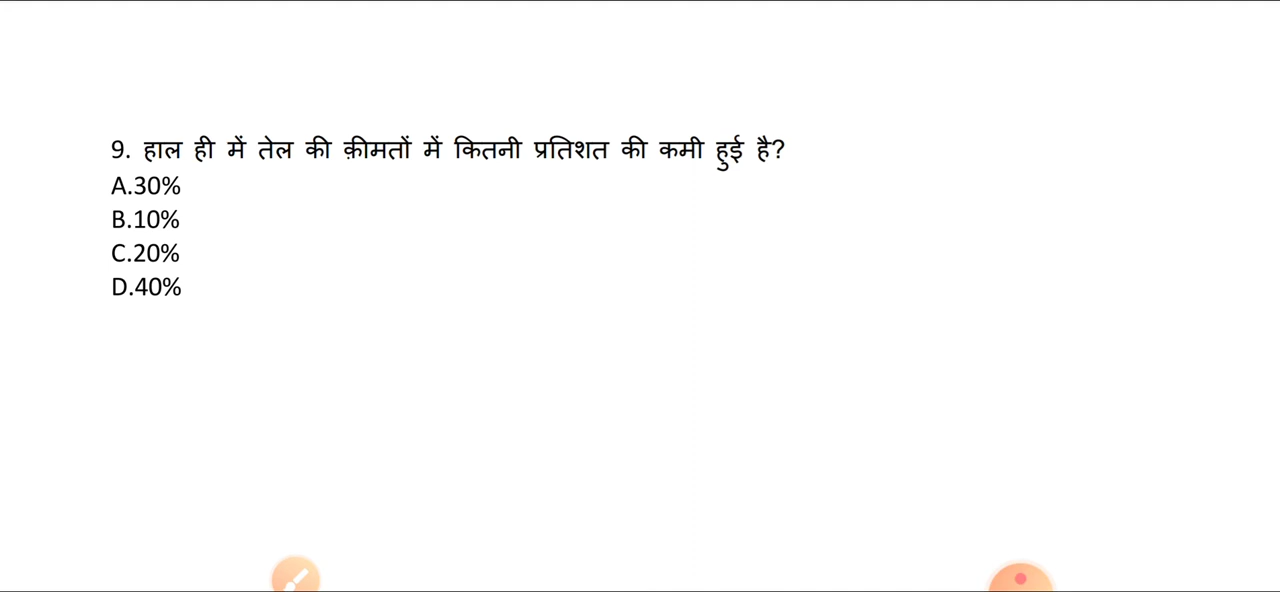 9. हाल ही में तेल की क़ीमतों में कितनी प्रतिशत की कमी हुई है?
A.30%
B.10%
C.20%
D.40%